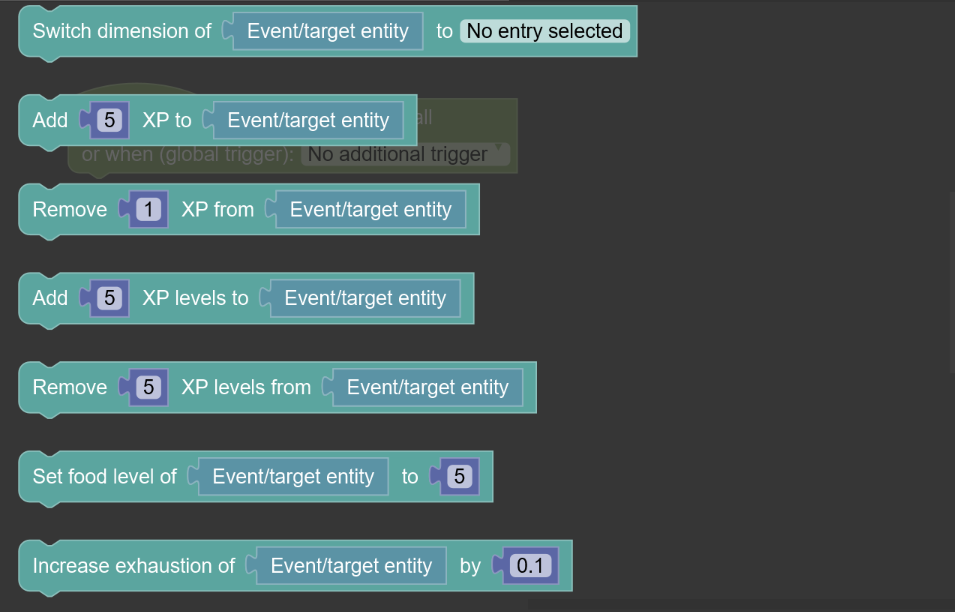 Switch dimension of Event/target entity to No entry selected
Add 5 XP to Event/target entity all
or when (global trigger): No additional trigger
Remove 1 XP from Event/target entity
Add 5 XP levels to Event/target entity
Remove 5 XP levels from Event/target entity
Set food level of Event/target entity to 5
Increase exhaustion of Event/target entity by 0.1